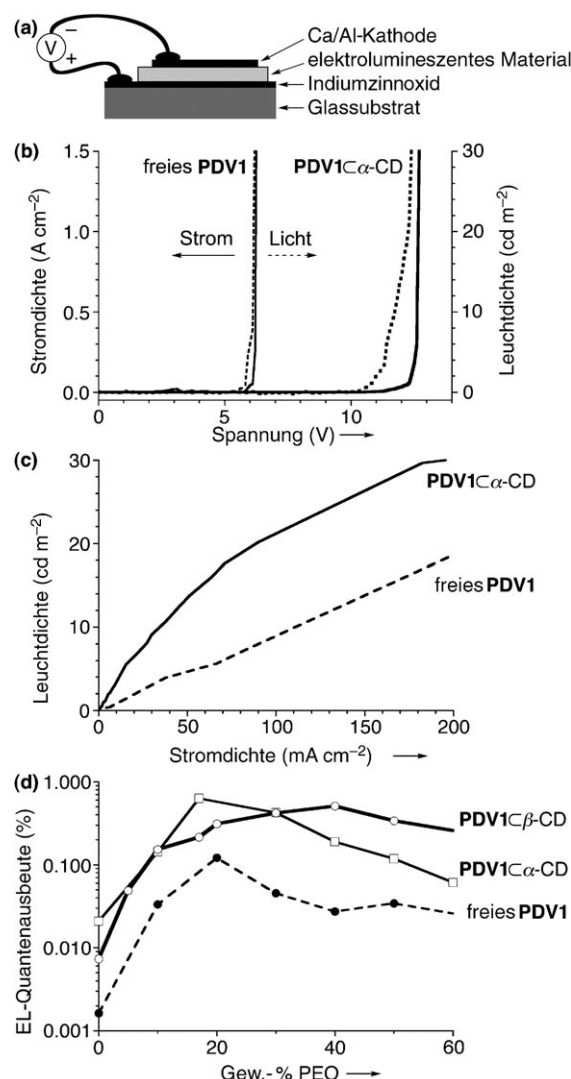 (a)
−
V
+
Ca/Al-Kathode
elektrolumineszentes Material
Indiumzinnoxid
Glassubstrat
(b)
1.5
1.0
0.5
0.0
Stromdichte (A cm⁻²)
freies PDV1
PDV1⊂α-CD
Strom
Licht
30
20
10
0
Leuchtdichte (cd m⁻²)
0 5 10
Spannung (V)
(c)
30
20
10
0
Leuchtdichte (cd m⁻²)
PDV1⊂α-CD
freies PDV1
0 50 100 150 200
Stromdichte (mA cm⁻²)
(d)
1.000
0.100
0.010
0.001
EL-Quantenausbeute (%)
PDV1⊂β-CD
PDV1⊂α-CD
freies PDV1
0 20 40 60
Gew.- % PEO